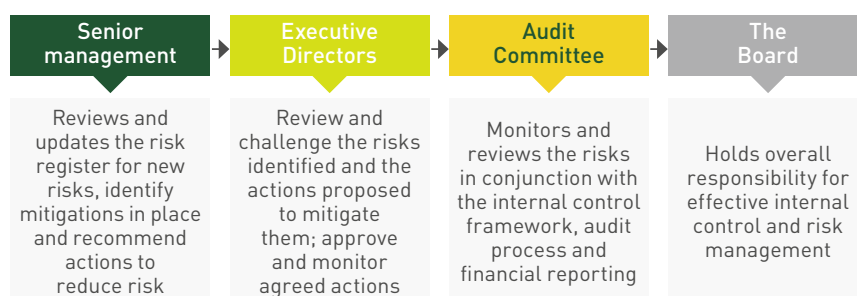 Senior
management
Executive
Directors
Audit
Committee
The
Board
Reviews and
updates the risk
register for new
risks, identify
mitigations in place
and recommend
actions to
reduce risk
Review and
challenge the risks
identified and the
actions proposed
to mitigate
them; approve
and monitor
agreed actions
Monitors and
reviews the risks
in conjunction with
the internal control
framework, audit
process and
financial reporting
Holds overall
responsibility for
effective internal
control and risk
management